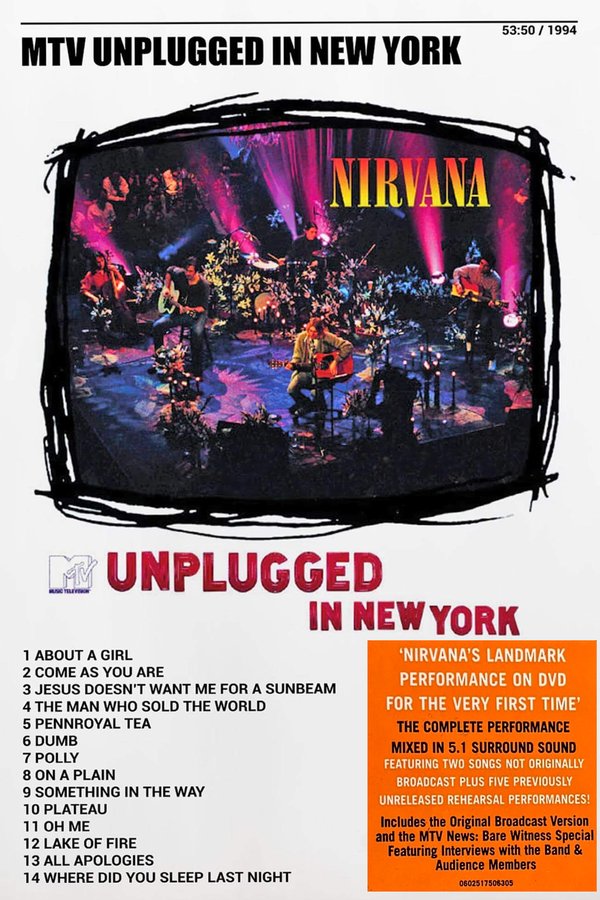 53:50 / 1994
MTV UNPLUGGED IN NEW YORK
NIRVANA
MTV
MUSIC TELEVISION
UNPLUGGED
IN NEW YORK
1 ABOUT A GIRL
2 COME AS YOU ARE
3 JESUS DOESN'T WANT ME FOR A SUNBEAM
4 THE MAN WHO SOLD THE WORLD
5 PENNROYAL TEA
6 DUMB
7 POLLY
8 ON A PLAIN
9 SOMETHING IN THE WAY
10 PLATEAU
11 OH ME
12 LAKE OF FIRE
13 ALL APOLOGIES
14 WHERE DID YOU SLEEP LAST NIGHT
'NIRVANA'S LANDMARK
PERFORMANCE ON DVD
FOR THE VERY FIRST TIME'
THE COMPLETE PERFORMANCE
MIXED IN 5.1 SURROUND SOUND
FEATURING TWO SONGS NOT ORIGINALLY
BROADCAST PLUS FIVE PREVIOUSLY
UNRELEASED REHEARSAL PERFORMANCES!
Includes the Original Broadcast Version
and the MTV News: Bare Witness Special
Featuring Interviews with the Band &
Audience Members
0602517506305